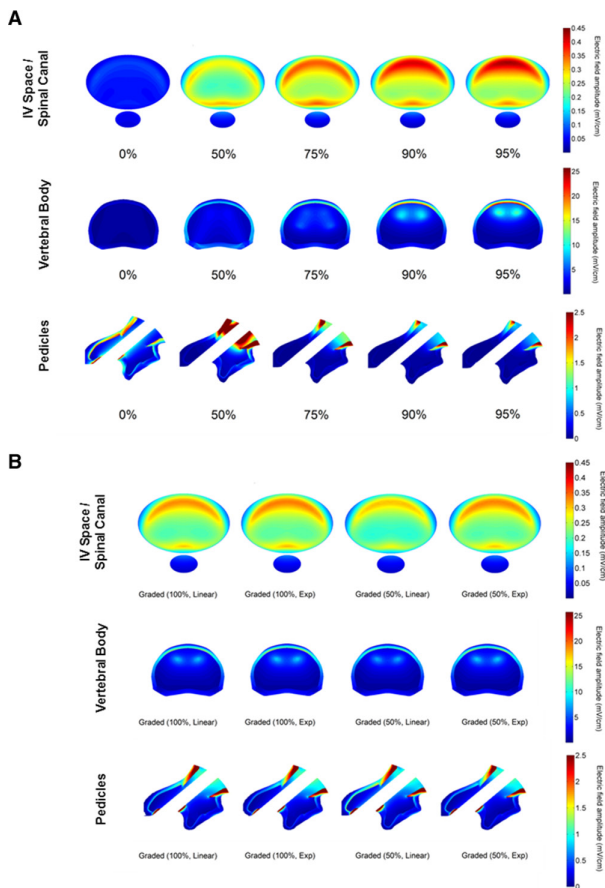 A
IV Space /
Spinal Canal
0% 50% 75% 90% 95%
0.45
0.4
0.35
0.3
0.25
0.2
0.15
0.1
0.05
Electric field amplitude (mV/cm)
Vertebral Body
0% 50% 75% 90% 95%
25
20
15
10
5
Electric field amplitude (mV/cm)
Pedicles
0% 50% 75% 90% 95%
2.5
2
1.5
1
0.5
0
Electric field amplitude (mV/cm)
B
IV Space /
Spinal Canal
Graded (100%, Linear) Graded (100%, Exp) Graded (50%, Linear) Graded (50%, Exp)
0.45
0.4
0.35
0.3
0.25
0.2
0.15
0.1
0.05
Electric field amplitude (mV/cm)
Vertebral Body
Graded (100%, Linear) Graded (100%, Exp) Graded (50%, Linear) Graded (50%, Exp)
25
20
15
10
5
Electric field amplitude (mV/cm)
Pedicles
Graded (100%, Linear) Graded (100%, Exp) Graded (50%, Linear) Graded (50%, Exp)
2.5
2
1.5
1
0.5
0
Electric field amplitude (mV/cm)